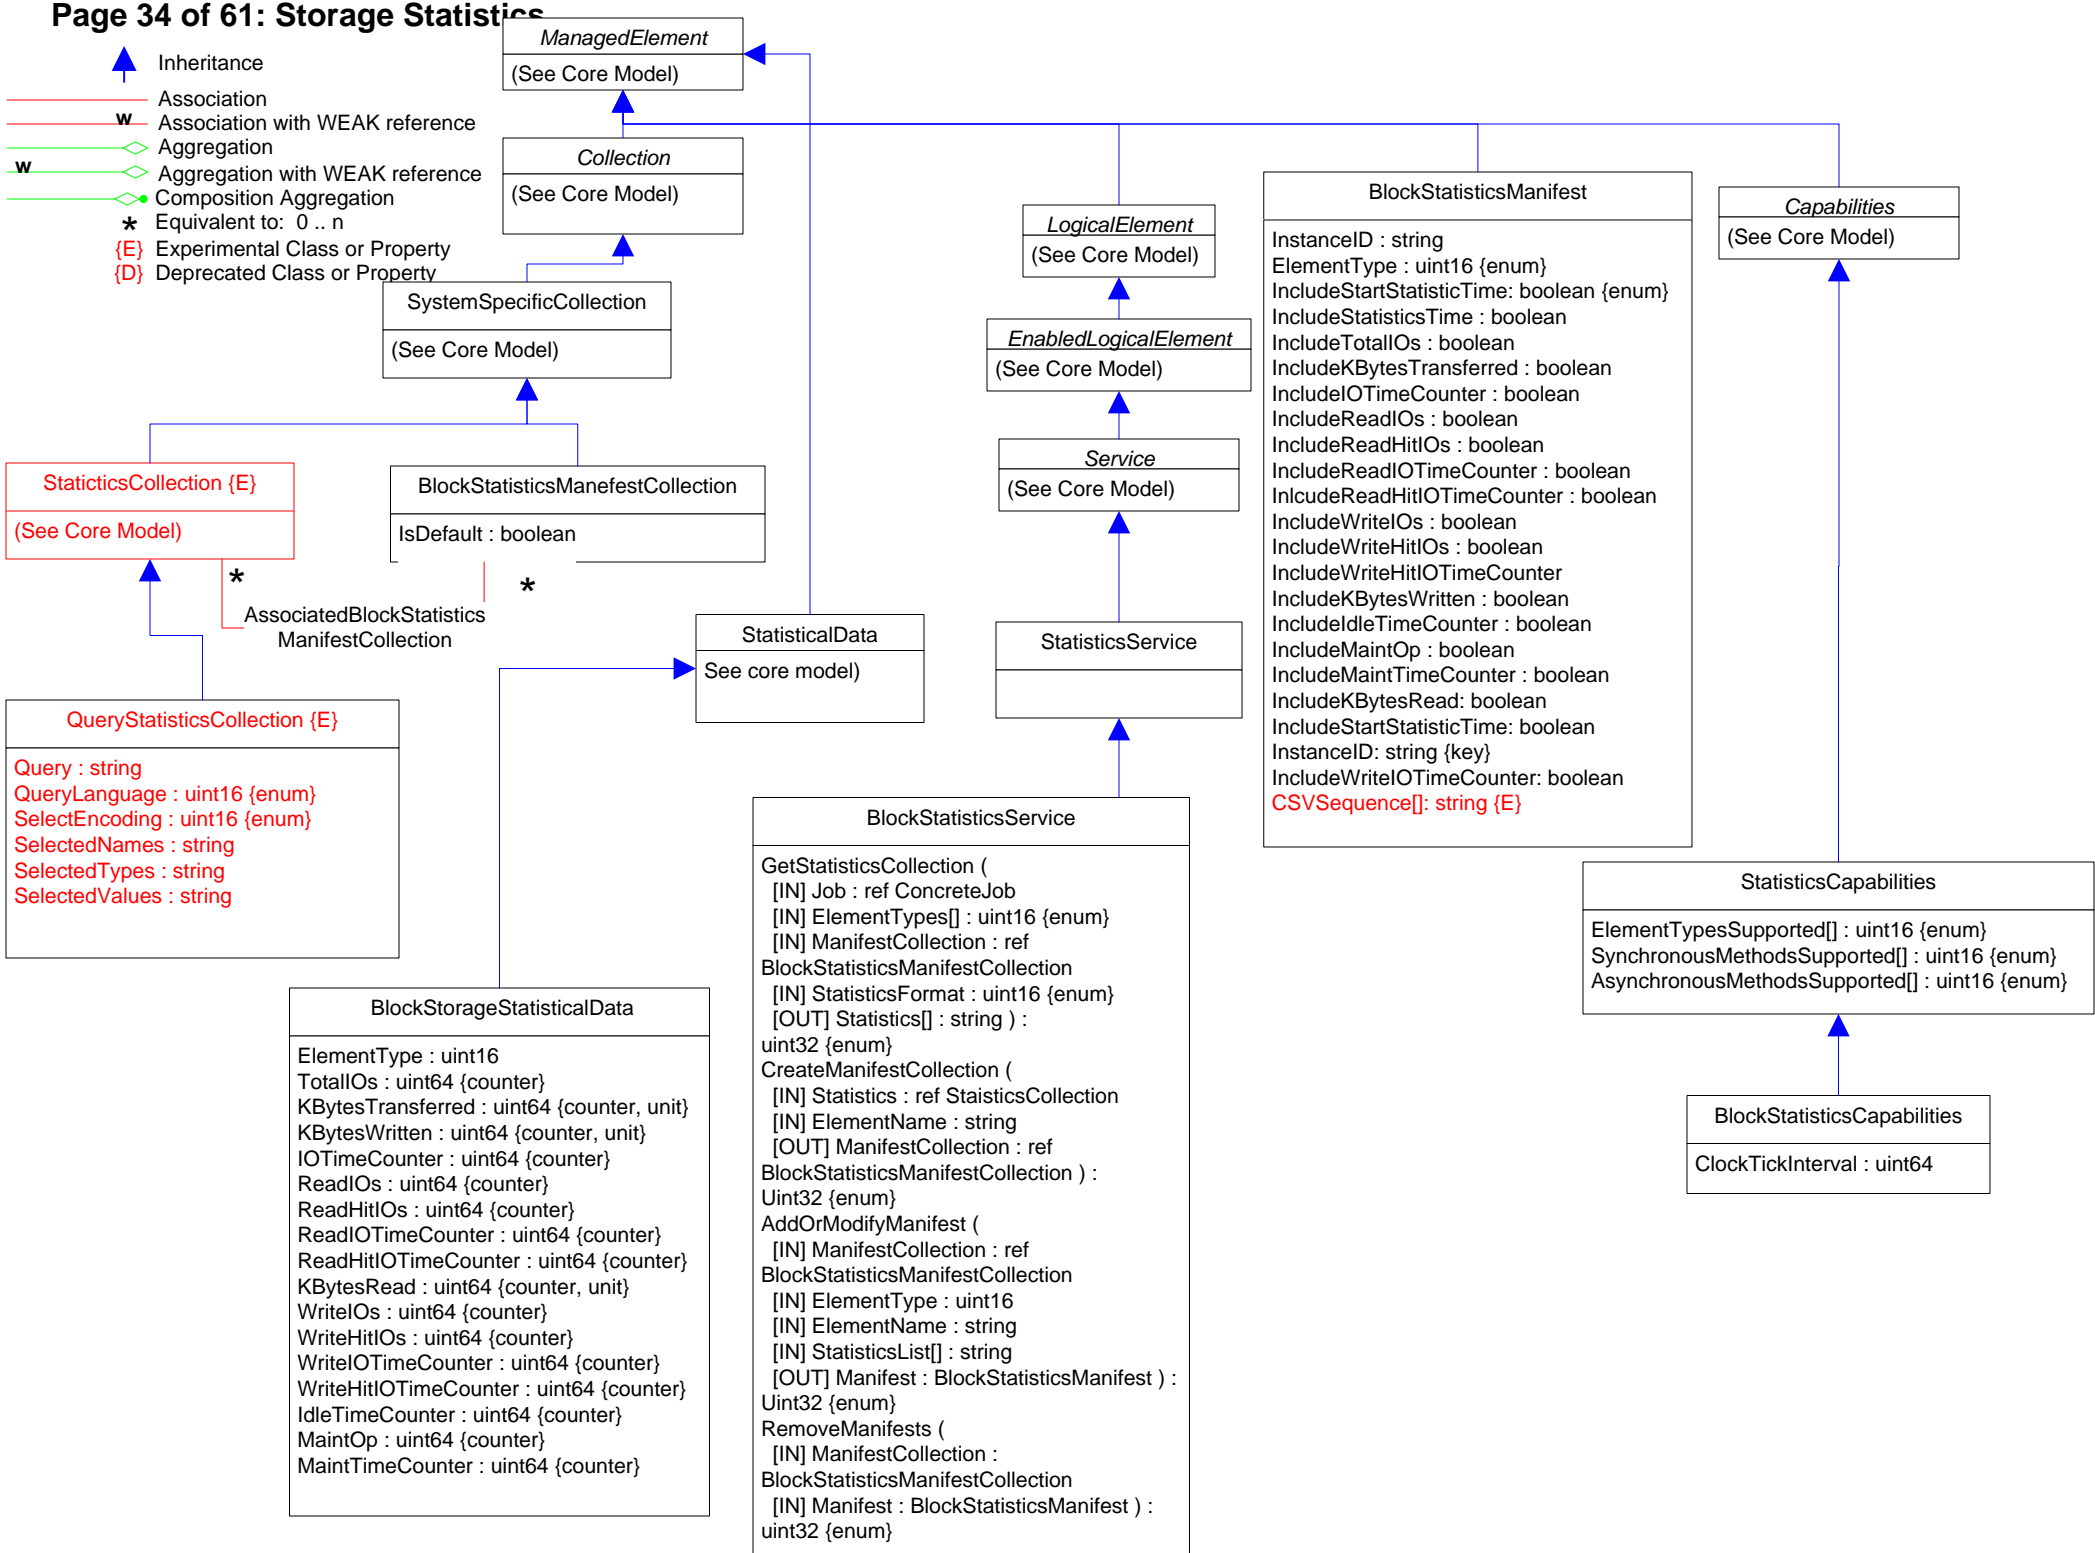 Page 34 of 61: Storage Statistics
Inheritance
Association
w
Association with WEAK reference
Aggregation
w
Aggregation with WEAK reference
Composition Aggregation
* Equivalent to: 0 .. n
{E} Experimental Class or Property
{D} Deprecated Class or Property
ManagedElement
(See Core Model)
Collection
(See Core Model)
SystemSpecificCollection
(See Core Model)
StaticticsCollection {E}
(See Core Model)
BlockStatisticsManefestCollection
IsDefault : boolean
*
*
AssociatedBlockStatistics
ManifestCollection
QueryStatisticsCollection {E}
Query : string
QueryLanguage : uint16 {enum}
SelectEncoding : uint16 {enum}
SelectedNames : string
SelectedTypes : string
SelectedValues : string
StatisticalData
See core model)
BlockStorageStatisticalData
ElementType : uint16
TotalIOs : uint64 {counter}
KBytesTransferred : uint64 {counter, unit}
KBytesWritten : uint64 {counter, unit}
IOTimeCounter : uint64 {counter}
ReadIOs : uint64 {counter}
ReadHitIOs : uint64 {counter}
ReadIOTimeCounter : uint64 {counter}
ReadHitIOTimeCounter : uint64 {counter}
KBytesRead : uint64 {counter, unit}
WriteIOs : uint64 {counter}
WriteHitIOs : uint64 {counter}
WriteIOTimeCounter : uint64 {counter}
WriteHitIOTimeCounter : uint64 {counter}
IdleTimeCounter : uint64 {counter}
MaintOp : uint64 {counter}
MaintTimeCounter : uint64 {counter}
LogicalElement
(See Core Model)
EnabledLogicalElement
(See Core Model)
Service
(See Core Model)
StatisticsService
BlockStatisticsService
GetStatisticsCollection (
[IN] Job : ref ConcreteJob
[IN] ElementTypes[] : uint16 {enum}
[IN] ManifestCollection : ref
BlockStatisticsManifestCollection
[IN] StatisticsFormat : uint16 {enum}
[OUT] Statistics[] : string ) :
uint32 {enum}
CreateManifestCollection (
[IN] Statistics : ref StaisticsCollection
[IN] ElementName : string
[OUT] ManifestCollection : ref
BlockStatisticsManifestCollection ) :
Uint32 {enum}
AddOrModifyManifest (
[IN] ManifestCollection : ref
BlockStatisticsManifestCollection
[IN] ElementType : uint16
[IN] ElementName : string
[IN] StatisticsList[] : string
[OUT] Manifest : BlockStatisticsManifest ) :
Uint32 {enum}
RemoveManifests (
[IN] ManifestCollection :
BlockStatisticsManifestCollection
[IN] Manifest : BlockStatisticsManifest ) :
uint32 {enum}
BlockStatisticsManifest
InstanceID : string
ElementType : uint16 {enum}
IncludeStartStatisticTime: boolean {enum}
IncludeStatisticsTime : boolean
IncludeTotalIOs : boolean
IncludeKBytesTransferred : boolean
IncludeIOTimeCounter : boolean
IncludeReadIOs : boolean
IncludeReadHitIOs : boolean
IncludeReadIOTimeCounter : boolean
InlcudeReadHitIOTimeCounter : boolean
IncludeWriteIOs : boolean
IncludeWriteHitIOs : boolean
IncludeWriteHitIOTimeCounter
IncludeKBytesWritten : boolean
IncludeIdleTimeCounter : boolean
IncludeMaintOp : boolean
IncludeMaintTimeCounter : boolean
IncludeKBytesRead: boolean
IncludeStartStatisticTime: boolean
InstanceID: string {key}
IncludeWriteIOTimeCounter: boolean
CSVSequence[]: string {E}
Capabilities
(See Core Model)
StatisticsCapabilities
ElementTypesSupported[] : uint16 {enum}
SynchronousMethodsSupported[] : uint16 {enum}
AsynchronousMethodsSupported[] : uint16 {enum}
BlockStatisticsCapabilities
ClockTickInterval : uint64